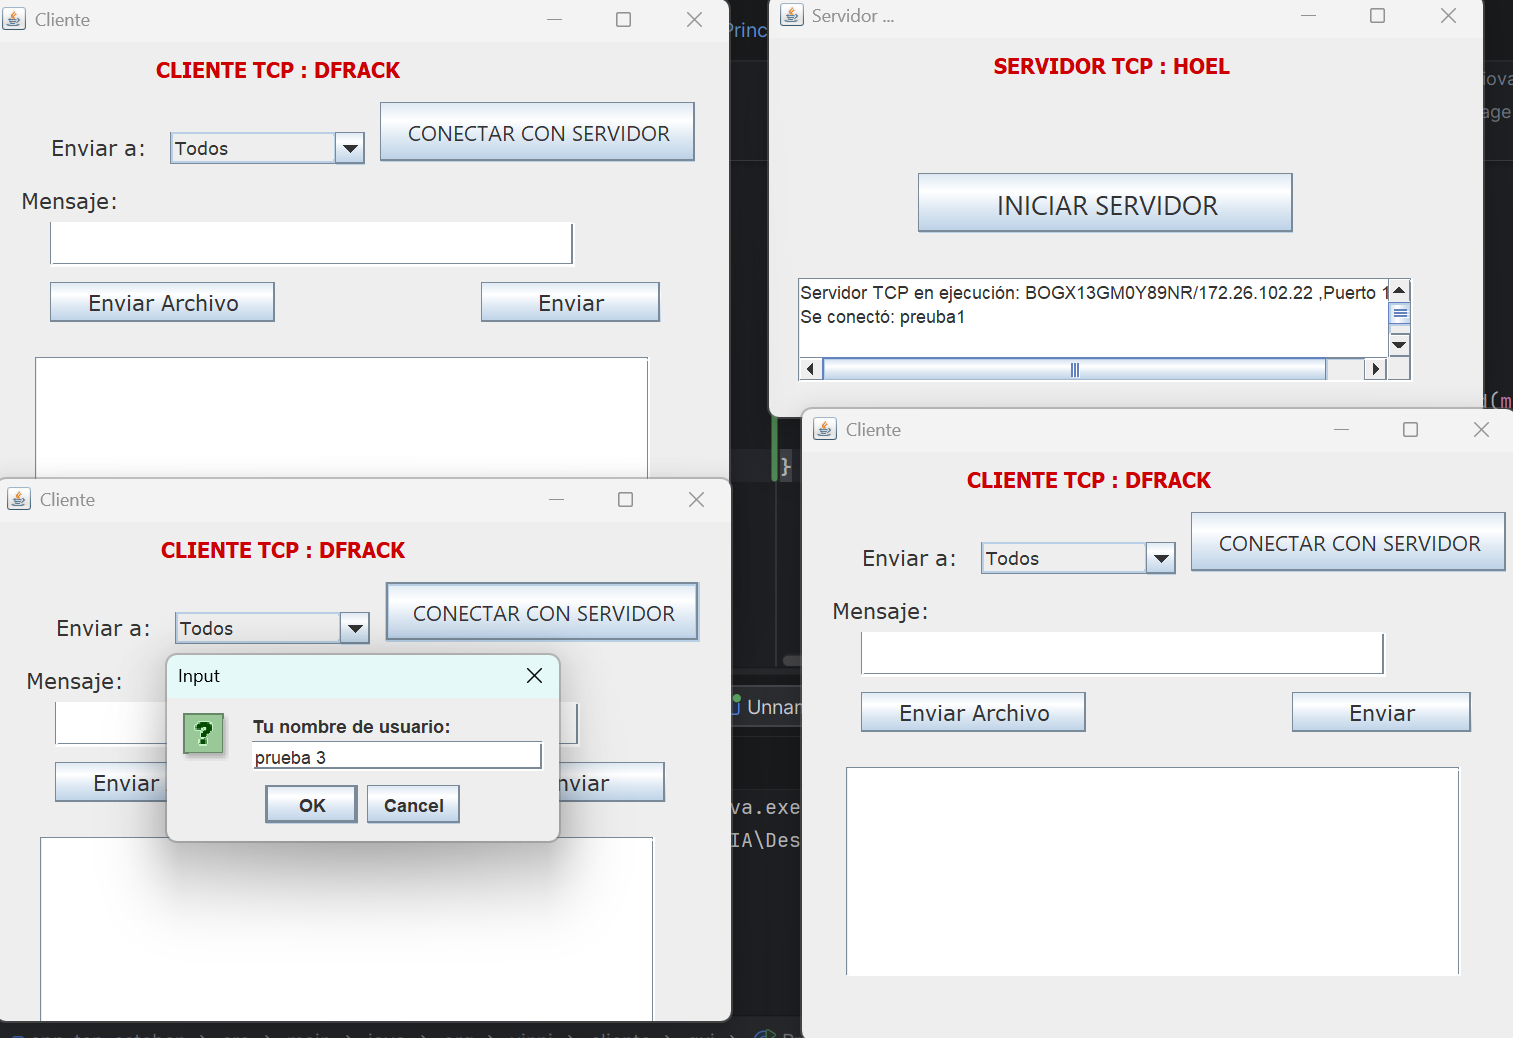 Cliente
CLIENTE TCP : DFRACK
Enviar a:
Todos
CONECTAR CON SERVIDOR
Mensaje:
Enviar Archivo
Enviar
Servidor ...
SERVIDOR TCP : HOEL
INICIAR SERVIDOR
Servidor TCP en ejecución: BOGX13GM0Y89NR/172.26.102.22 ,Puerto 1
Se conectó: preuba1
Cliente
CLIENTE TCP : DFRACK
Enviar a:
Todos
CONECTAR CON SERVIDOR
Mensaje:
Input
Tu nombre de usuario:
prueba 3
OK
Cancel
Enviar
nviar
Cliente
CLIENTE TCP : DFRACK
Enviar a:
Todos
CONECTAR CON SERVIDOR
Mensaje:
Enviar Archivo
Enviar
Princ
}
Unnar
va.exe
IA\Des